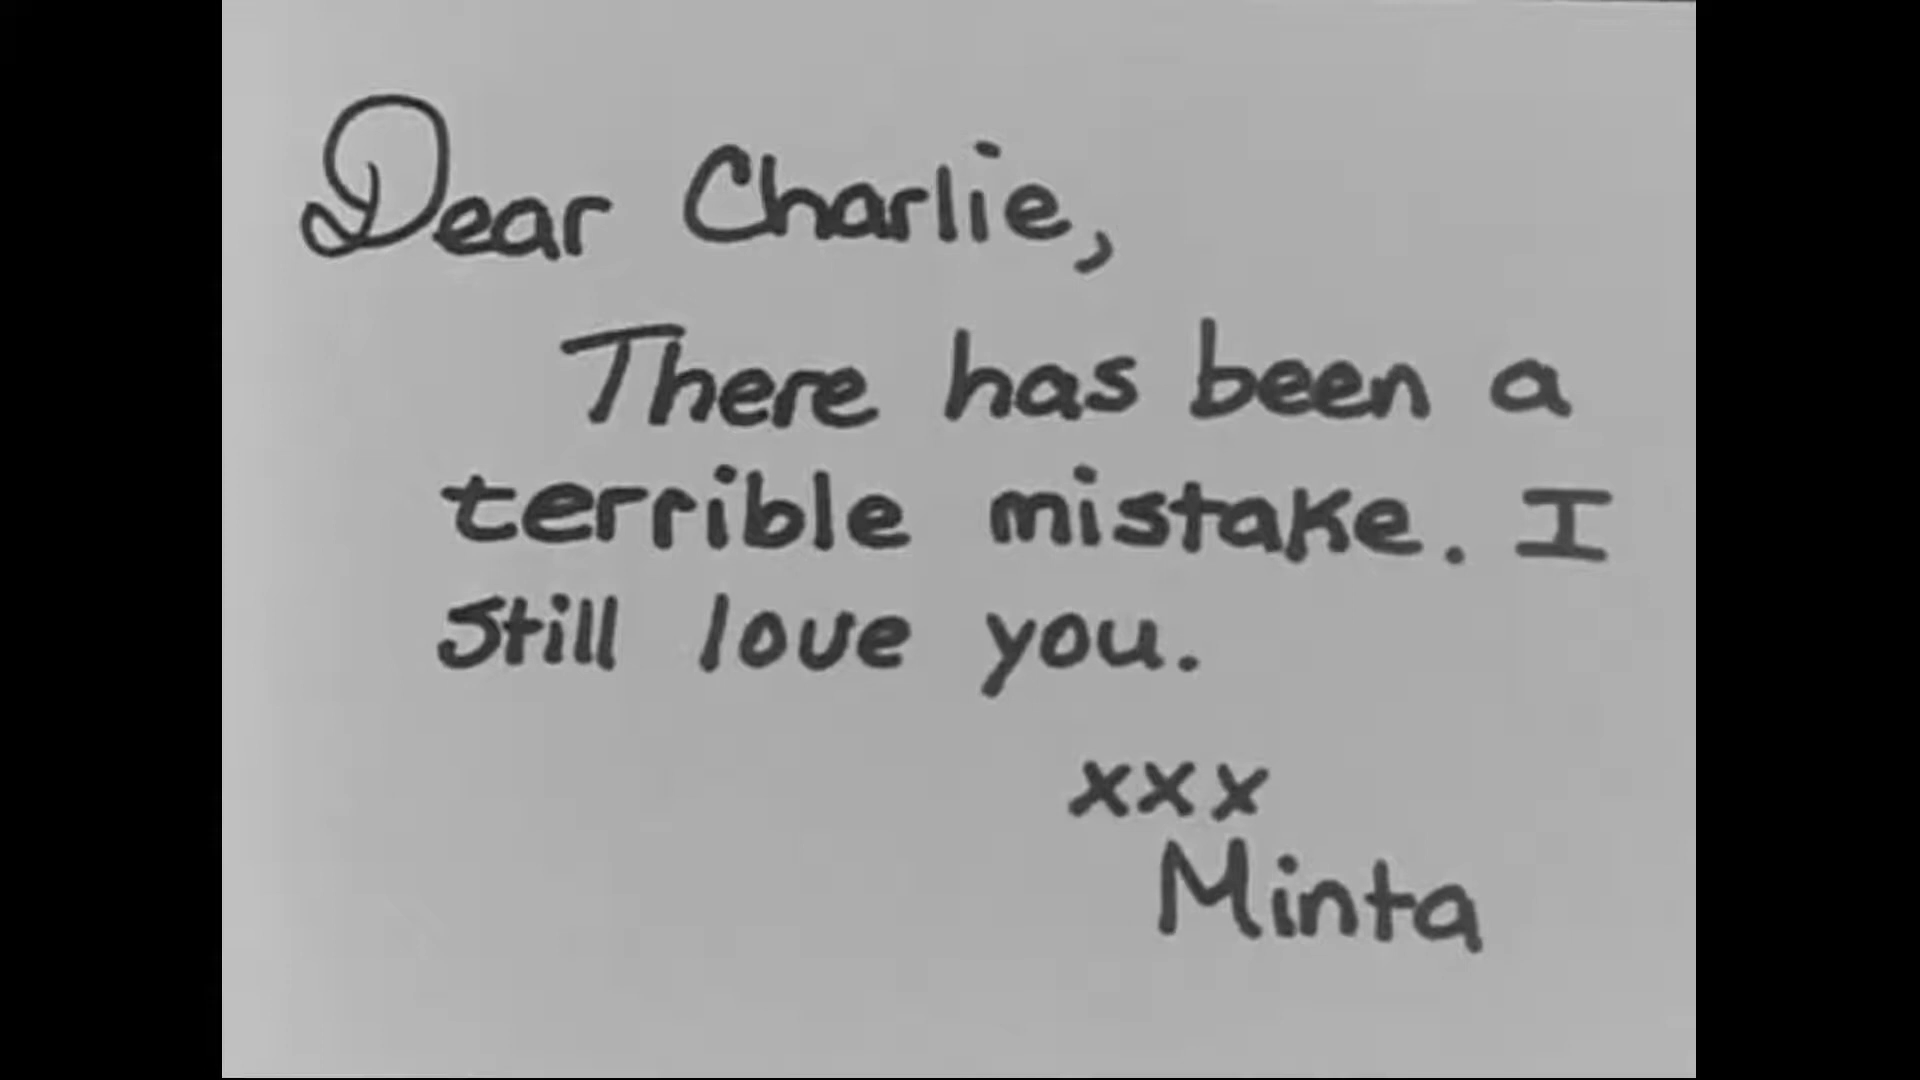 Dear Charlie,
There has been a
terrible mistake. I
still love you.
xxx
Minta